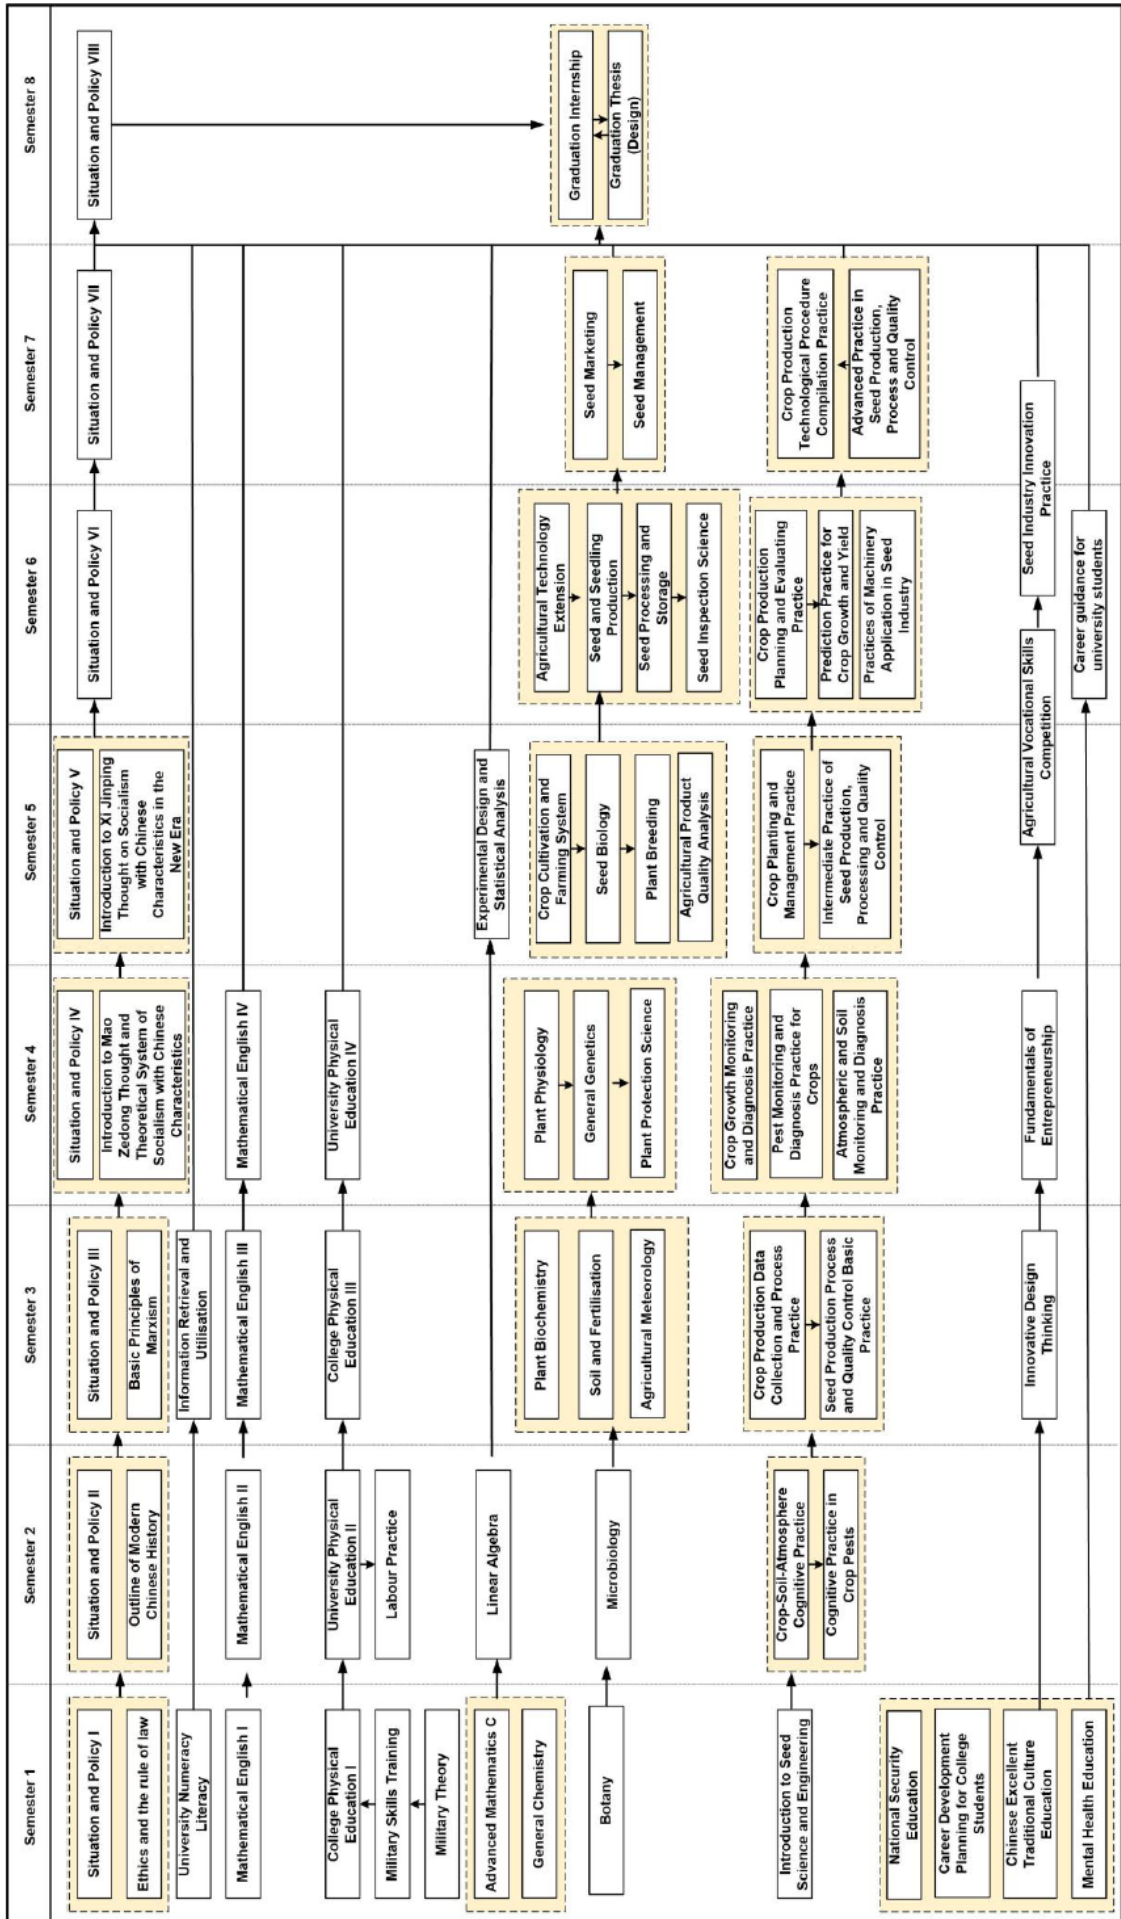 Semester 1
Semester 2
Semester 3
Semester 4
Semester 5
Semester 6
Semester 7
Semester 8
Situation and Policy I
Ethics and the rule of law
University Numeracy
Literacy
Mathematical English I
College Physical
Education I
Military Skills Training
Military Theory
Advanced Mathematics C
General Chemistry
Botany
Introduction to Seed
Science and Engineering
National Security
Education
Career Development
Planning for College
Students
Chinese Excellent
Traditional Culture
Education
Mental Health Education
Situation and Policy II
Outline of Modern
Chinese History
Mathematical English II
University Physical
Education II
Labour Practice
Linear Algebra
Microbiology
Crop-Soil-Atmosphere
Cognitive Practice
Cognitive Practice in
Crop Pests
Situation and Policy III
Basic Principles of
Marxism
Information Retrieval and
Utilisation
Mathematical English III
College Physical
Education III
Plant Biochemistry
Soil and Fertilisation
Agricultural Meteorology
Crop Production Data
Collection and Process
Practice
Seed Production Process
and Quality Control Basic
Practice
Innovative Design
Thinking
Situation and Policy IV
Introduction to Mao
Zedong Thought and
Theoretical System of
Socialism with Chinese
Characteristics
Mathematical English IV
University Physical
Education IV
Plant Physiology
General Genetics
Plant Protection Science
Crop Growth Monitoring
and Diagnosis Practice
Pest Monitoring and
Diagnosis Practice for
Crops
Atmospheric and Soil
Monitoring and Diagnosis
Practice
Fundamentals of
Entrepreneurship
Situation and Policy V
Introduction to Xi Jinping
Thought on Socialism
with Chinese
Characteristics in the
New Era
Experimental Design and
Statistical Analysis
Crop Cultivation and
Farming System
Seed Biology
Plant Breeding
Agricultural Product
Quality Analysis
Crop Planting and
Management Practice
Intermediate Practice of
Seed Production,
Processing and Quality
Control
Agricultural Vocational Skills
Competition
Situation and Policy VI
Agricultural Technology
Extension
Seed and Seedling
Production
Seed Processing and
Storage
Seed Inspection Science
Crop Production
Planning and Evaluating
Practice
Prediction Practice for
Crop Growth and Yield
Practices of Machinery
Application in Seed
Industry
Seed Industry Innovation
Practice
Career guidance for
university students
Situation and Policy VII
Seed Marketing
Seed Management
Crop Production
Technological Procedure
Compilation Practice
Advanced Practice in
Seed Production,
Process and Quality
Control
Situation and Policy VIII
Graduation Internship
Graduation Thesis
(Design)